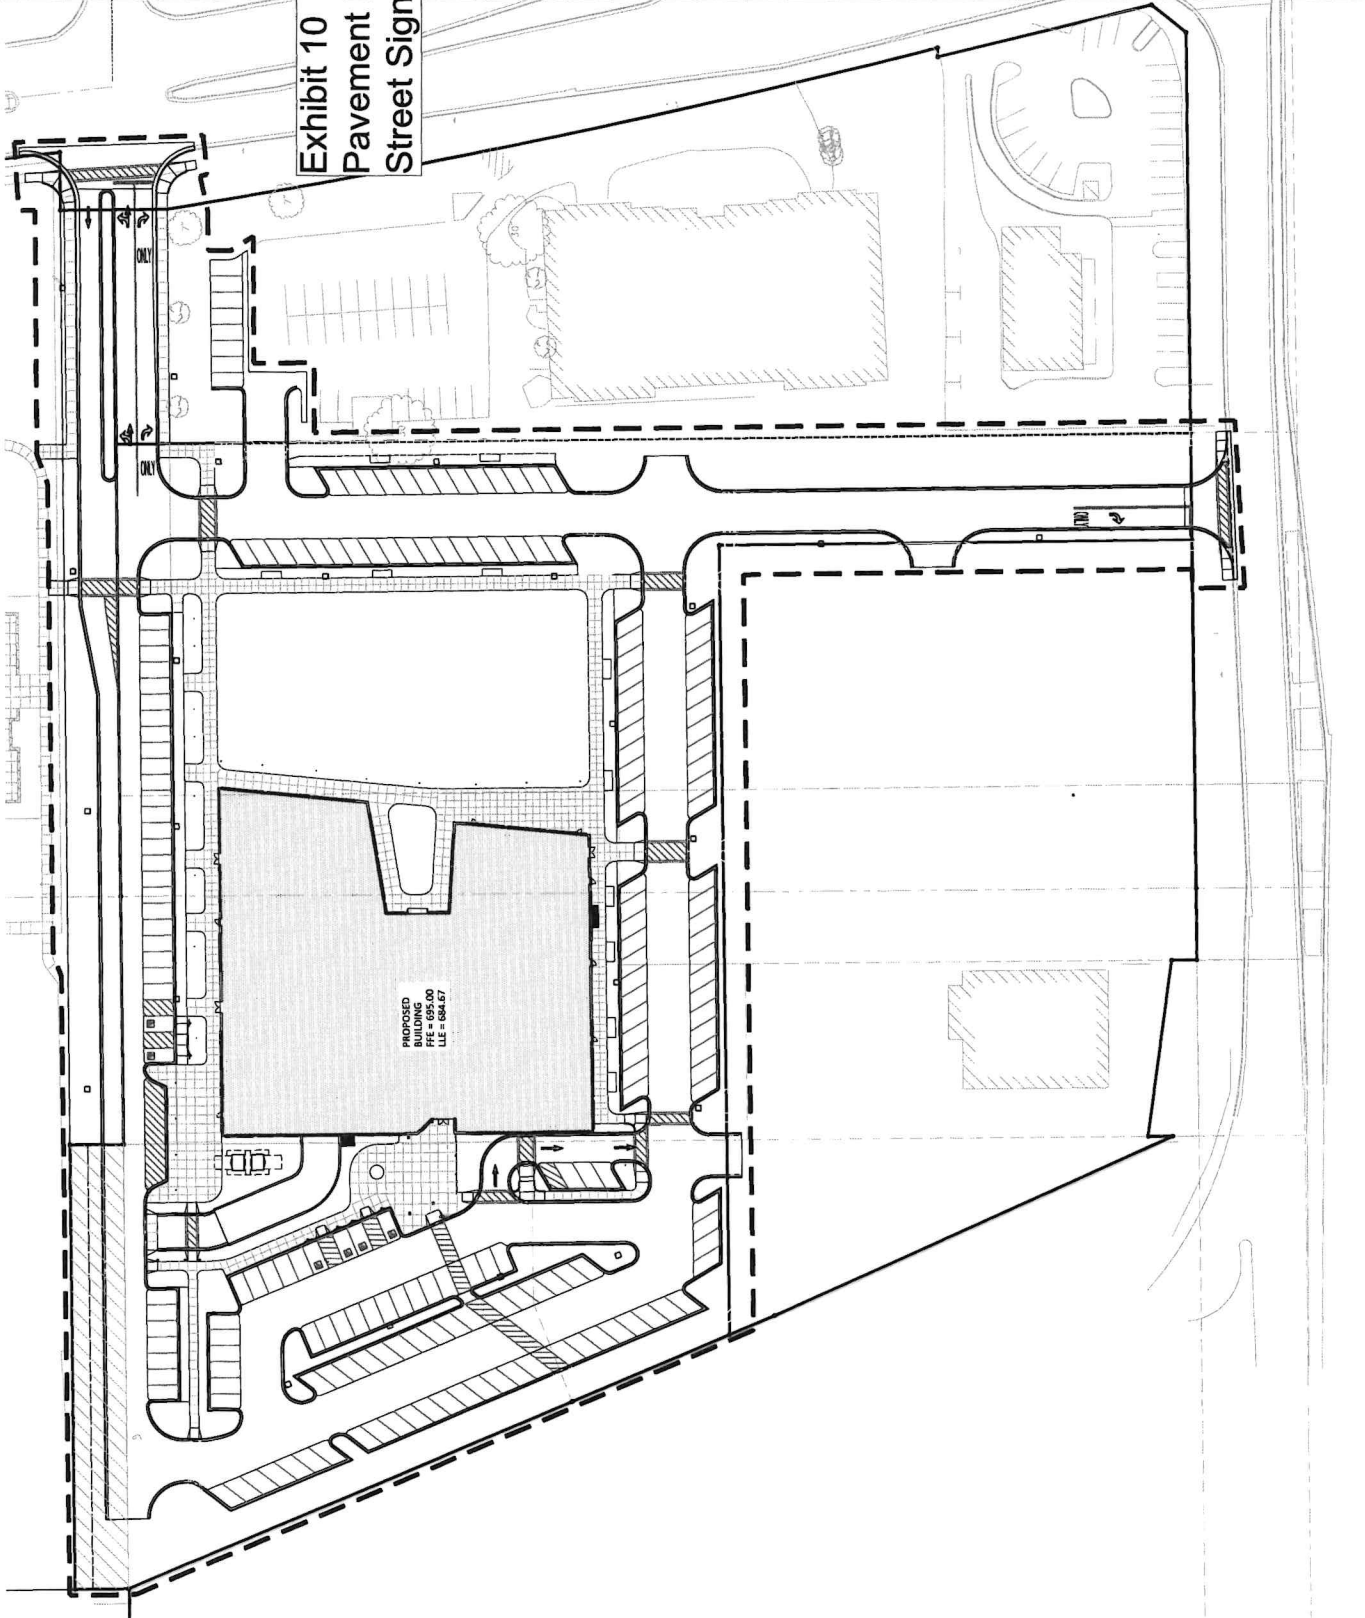 Exhibit 10
Pavement
Street Sign
ONLY
ONLY
ONLY
PROPOSED
BUILDING
FFE = 695.00
LLE = 684.67